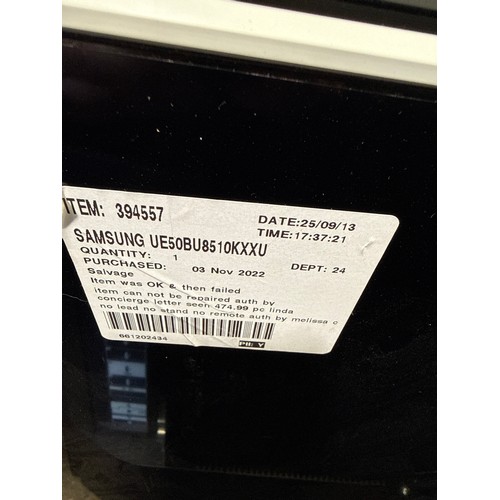 ITEM: 394557
DATE:25/09/13
TIME:17:37:21
SAMSUNG UE50BU8510KXXU
QUANTITY: 1
PURCHASED: 03 Nov 2022 DEPT: 24
Salvage
Item was OK & then failed
item can not be repaired auth by
concierge letter seen 474.99 pc linda
no lead no stand no remote auth by melissa c
661202434